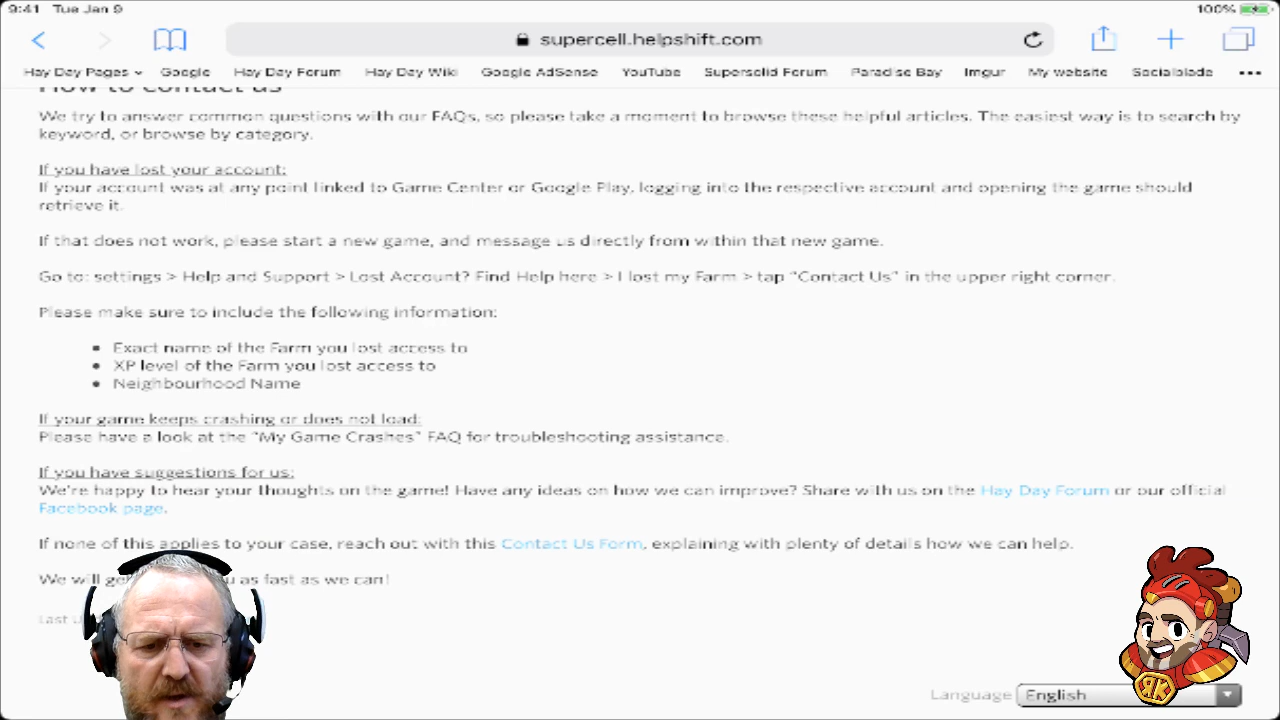 9:41 Tue Jan 9 100%
supercell.helpshift.com
Hay Day Pages Google Hay Day Forum Hay Day Wiki Google AdSense YouTube Supersolid Forum Paradise Bay Imgur My website Socialblade
How to contact us
We try to answer common questions with our FAQs, so please take a moment to browse these helpful articles. The easiest way is to search by
keyword, or browse by category.
If you have lost your account:
If your account was at any point linked to Game Center or Google Play, logging into the respective account and opening the game should
retrieve it.
If that does not work, please start a new game, and message us directly from within that new game.
Go to: settings > Help and Support > Lost Account? Find Help here > I lost my Farm > tap “Contact Us” in the upper right corner.
Please make sure to include the following information:
• Exact name of the Farm you lost access to
• XP level of the Farm you lost access to
• Neighbourhood Name
If your game keeps crashing or does not load:
Please have a look at the “My Game Crashes” FAQ for troubleshooting assistance.
If you have suggestions for us:
We're happy to hear your thoughts on the game! Have any ideas on how we can improve? Share with us on the Hay Day Forum or our official
Facebook page.
If none of this applies to your case, reach out with this Contact Us Form, explaining with plenty of details how we can help.
We will as fast as we can!
Last
Language English
RK